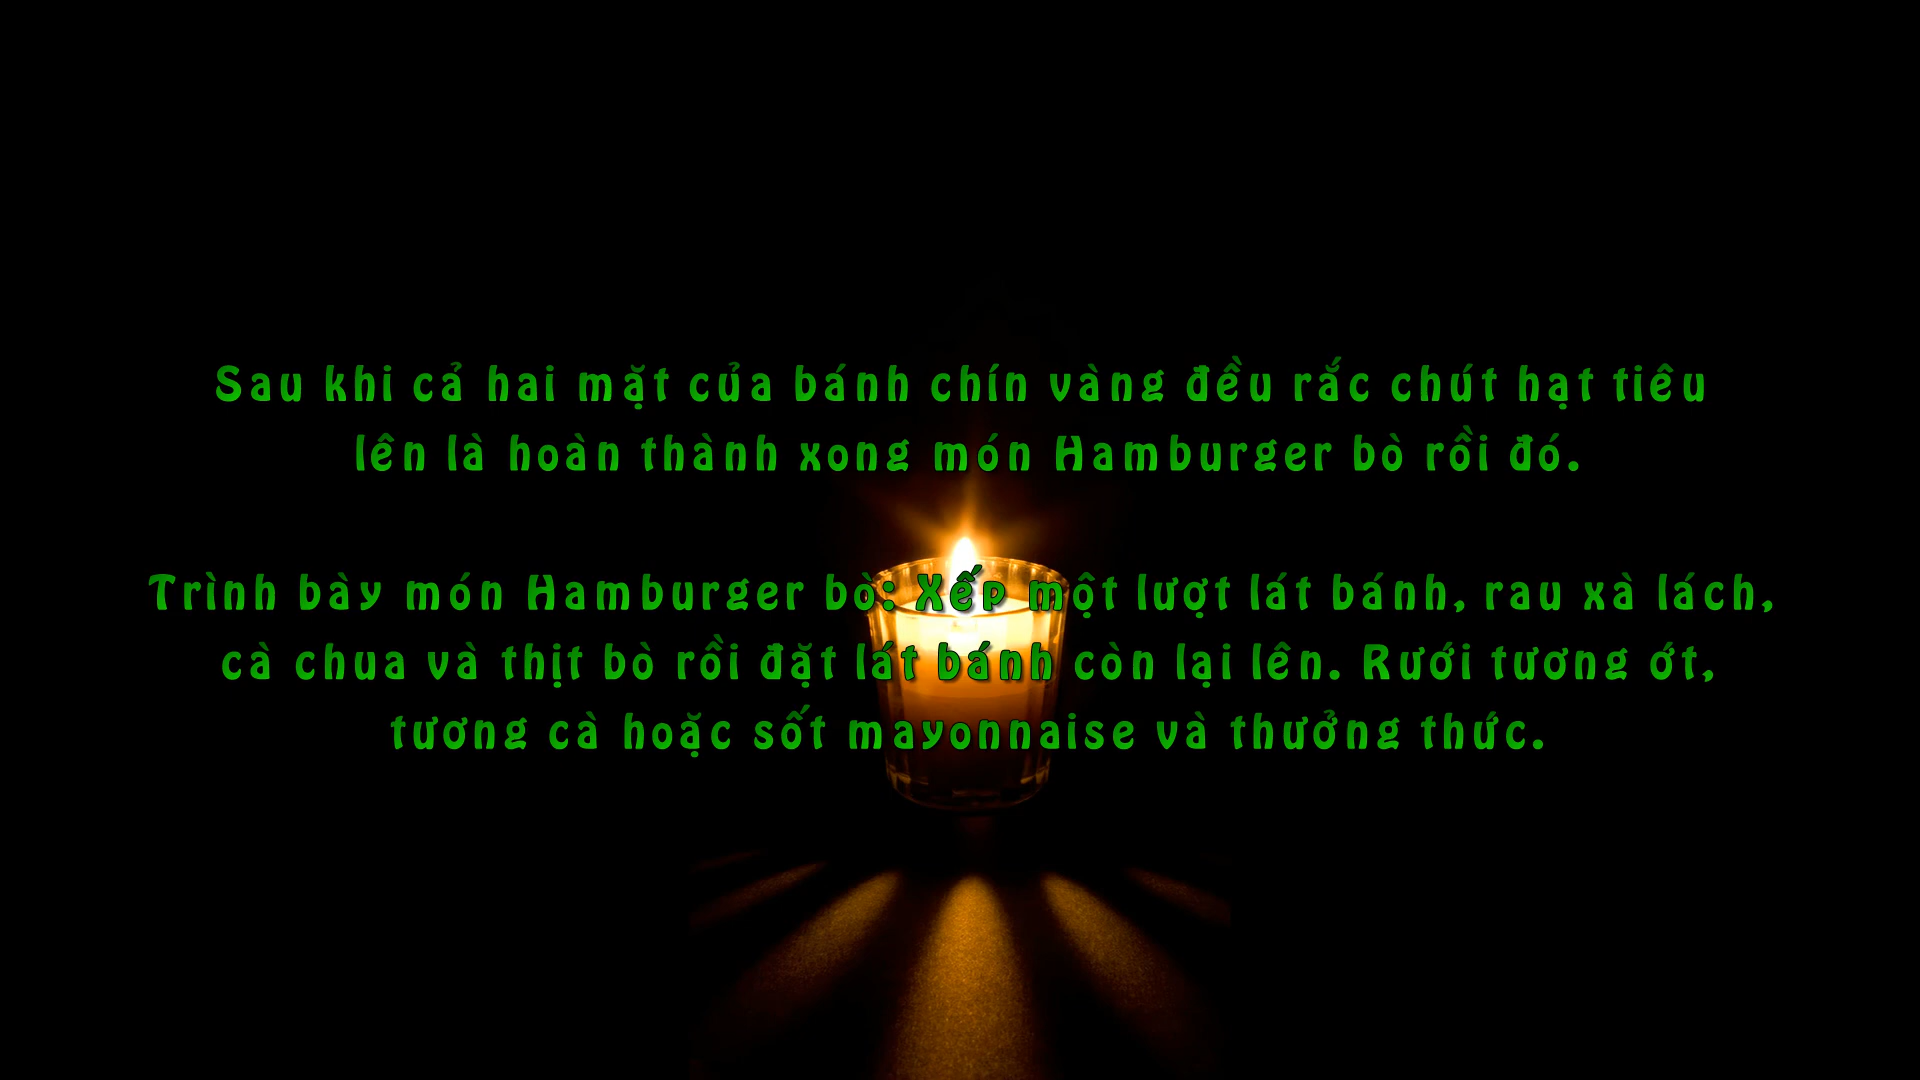 Sau khi cả hai mặt của bánh chín vàng đều rắc chút hạt tiêu
lên là hoàn thành xong món Hamburger bò rồi đó.
Trình bày món Hamburger bò: Xếp một lượt lát bánh, rau xà lách,
cà chua và thịt bò rồi đặt lát bánh còn lại lên. Rưới tương ớt,
tương cà hoặc sốt mayonnaise và thưởng thức.